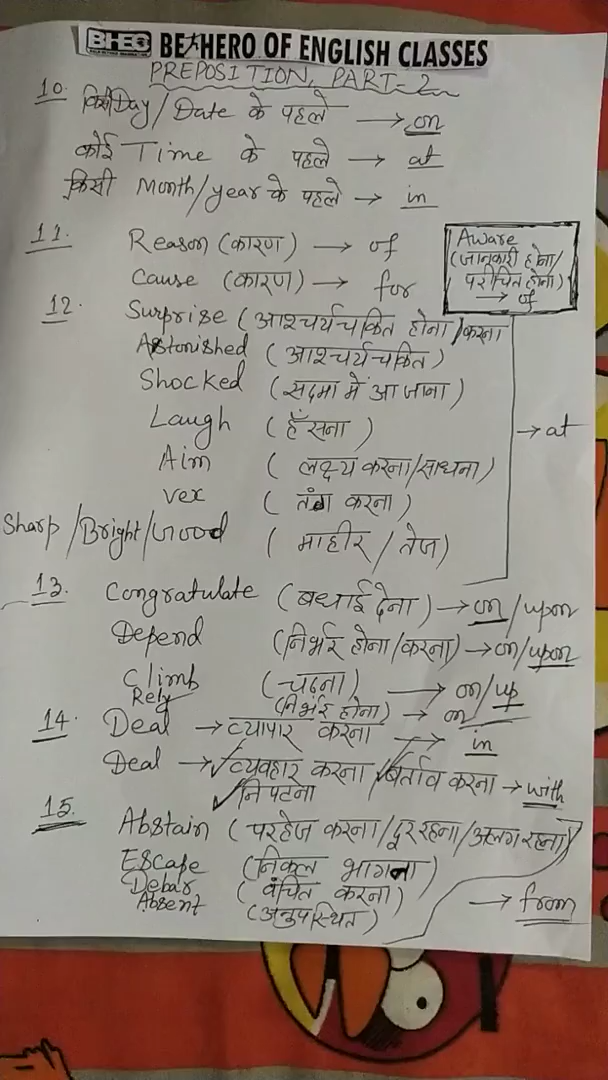 BHEC BE A HERO OF ENGLISH CLASSES
PREPOSITION, PART-2
10. किसी Day/Date के पहले → on
कोई Time के पहले → at
किसी Month/year के पहले → in
11. Reason (कारण) → of
Cause (कारण) → for
Aware
(जानकारी होना/
परीचित होना)
→ of
12. Surprise (आश्चर्यचकित होना/करना
Astonished (आश्चर्यचकित)
Shocked (सदमा में आ जाना)
Laugh (हँसना)
Aim (लक्ष्य करना/साधना)
vex (तंग करना)
Sharp/Bright/Good (माहीर/तेज)
→ at
13. Congratulate (बधाई देना) → on/upon
Depend (निर्भर होना/करना) → on/upon
Climb (चढ़ना) → on/up
Rely (निर्भर होना) → on
14. Deal → व्यापार करना → in
Deal → व्यवहार करना/बर्ताव करना → with
निपटना
15. Abstain (परहेज करना/दूर रहना/अलग रहना)
Escape (निकल भागना)
Debar (वंचित करना)
Absent (अनुपस्थित)
→ from